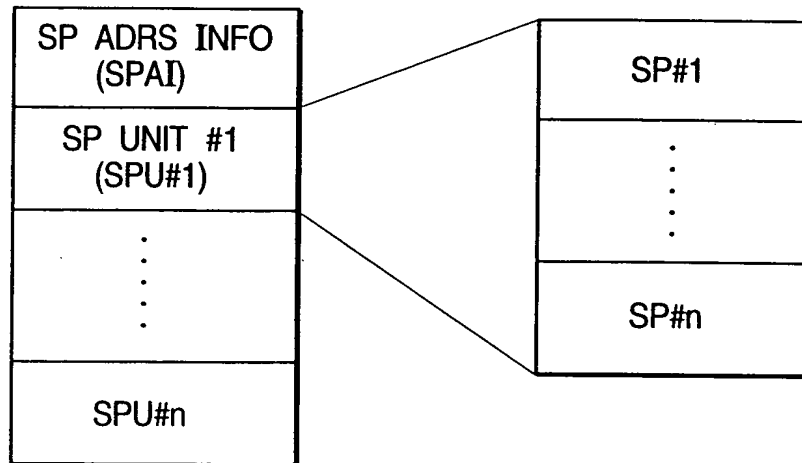 SP ADRS INFO
(SPAI)
SP UNIT #1
(SPU#1)
SPU#n
SP#1
SP#n